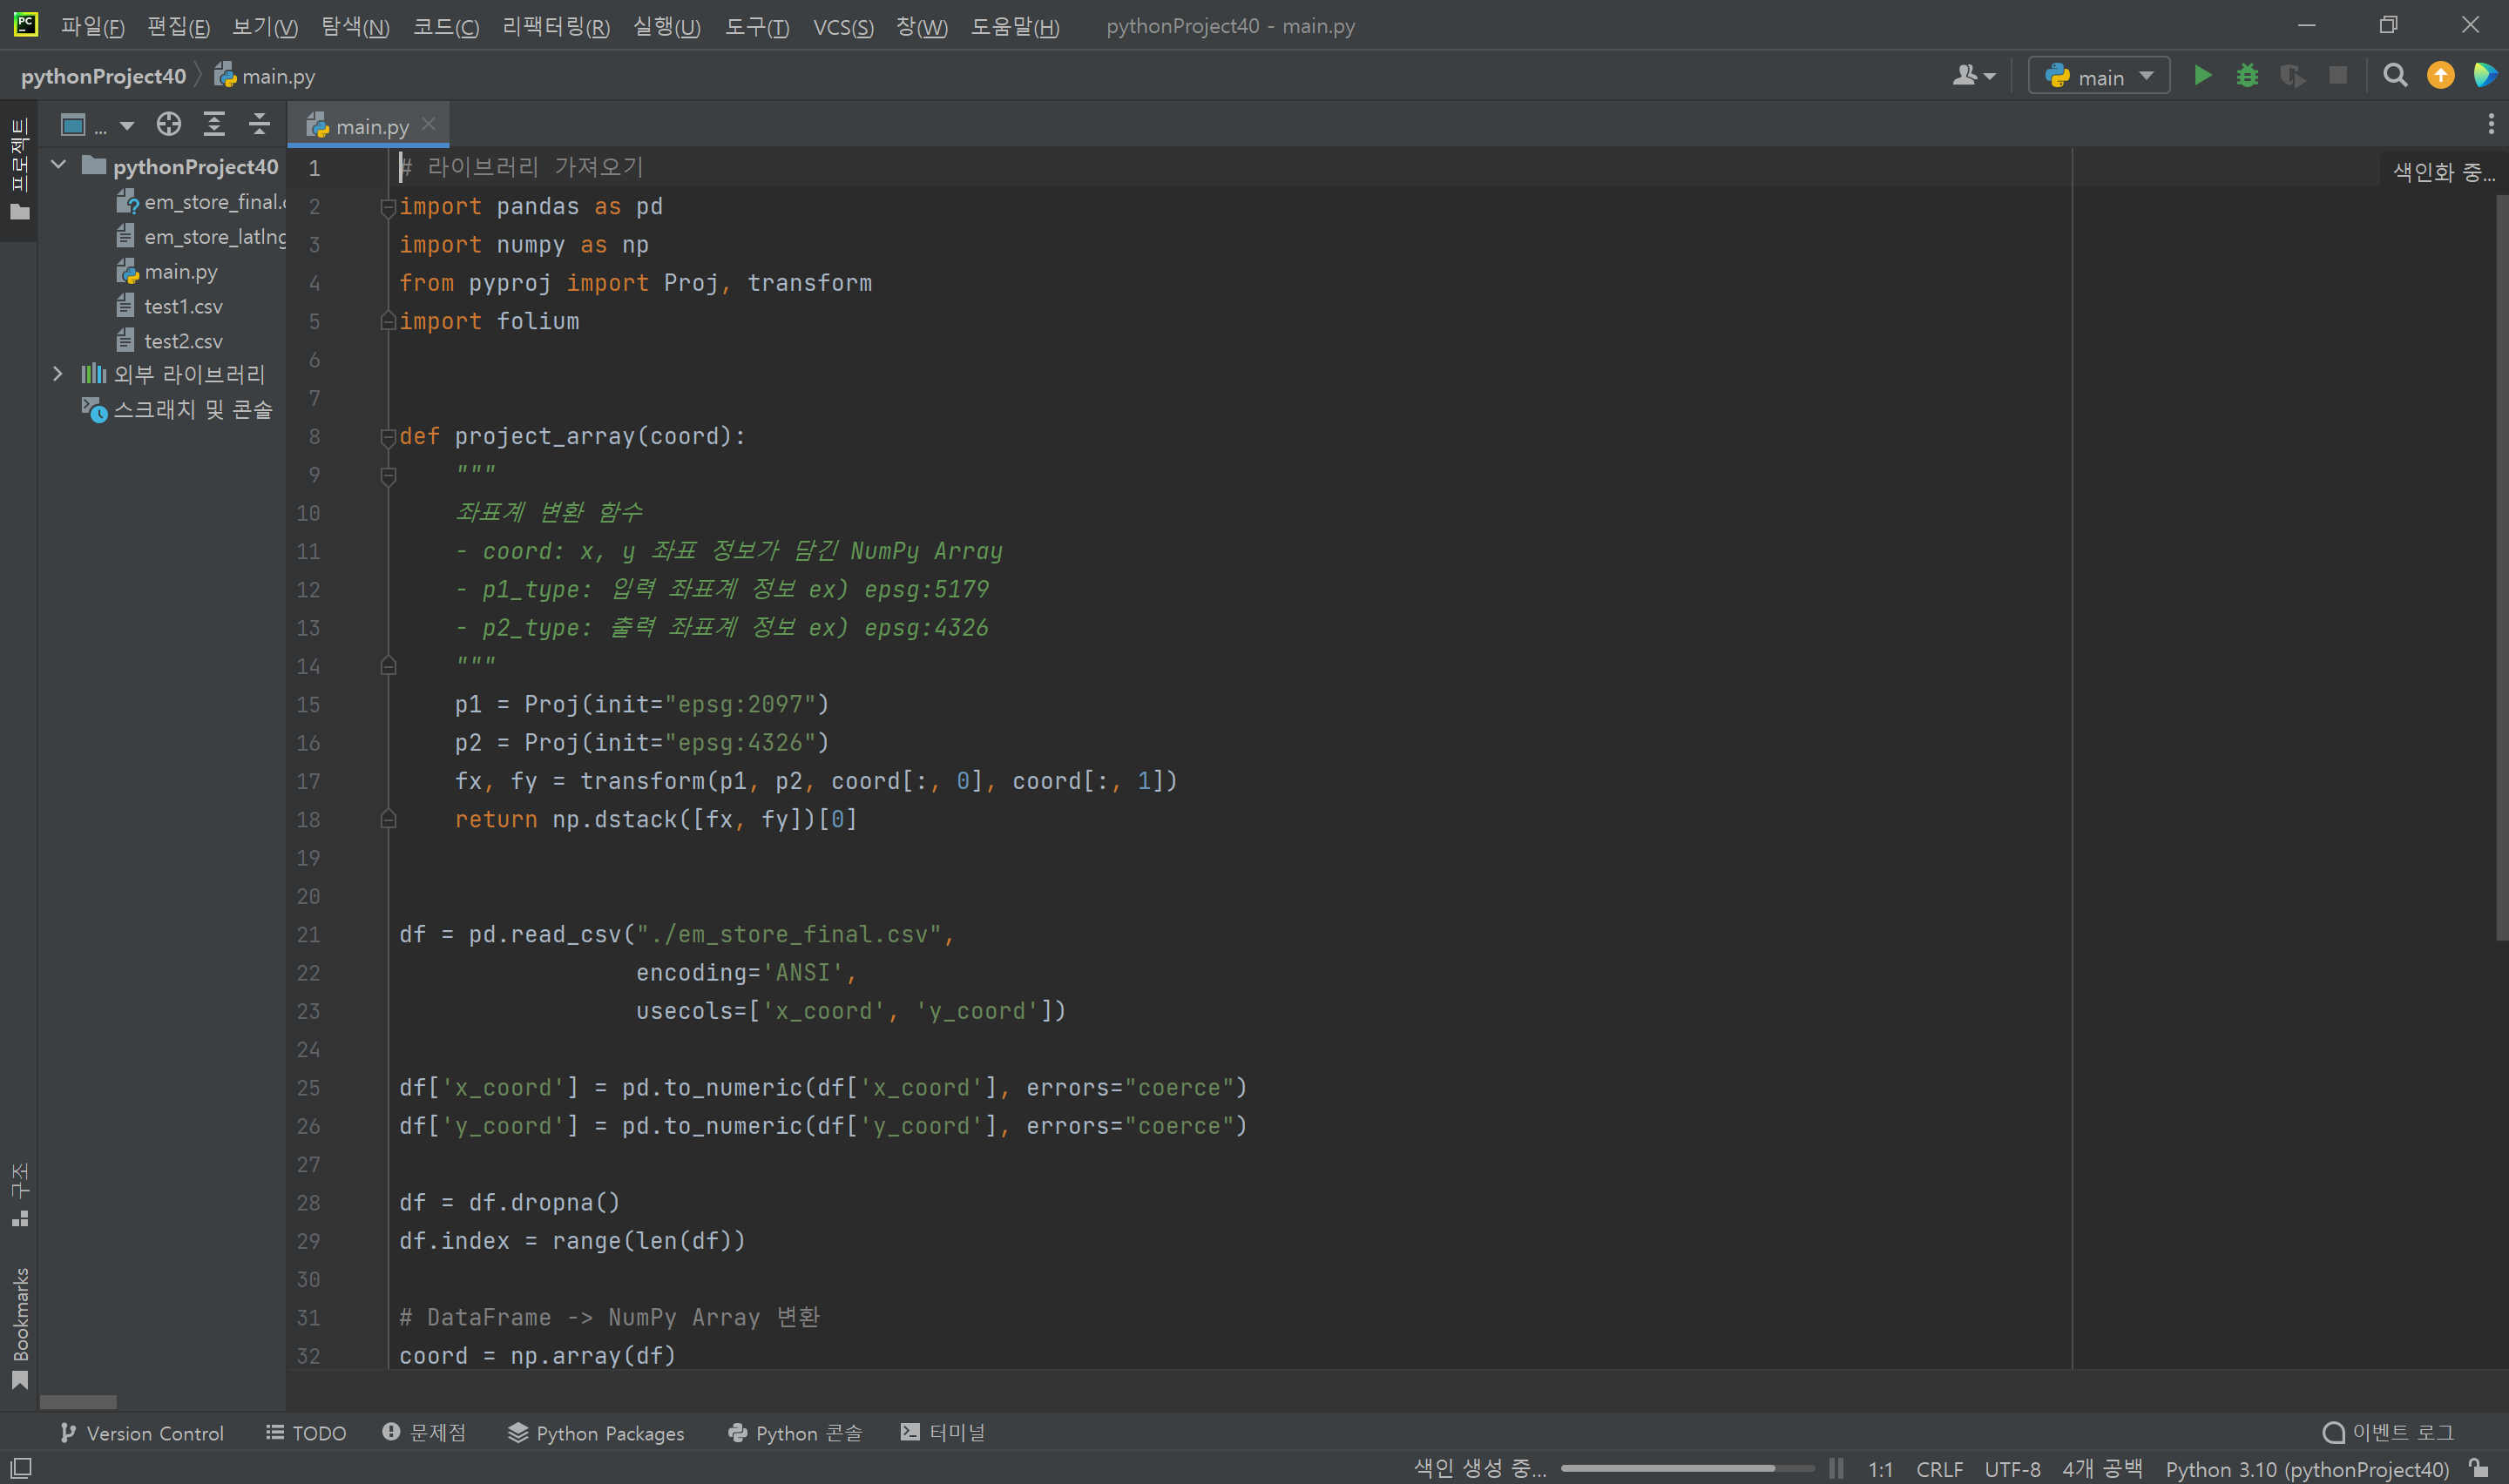 파일(F) 편집(E) 보기(V) 탐색(N) 코드(C) 리팩터링(R) 실행(U) 도구(T) VCS(S) 창(W) 도움말(H) pythonProject40 - main.py
pythonProject40 main.py
main
... main.py
프로젝트
pythonProject40
em_store_final.
em_store_latlng
main.py
test1.csv
test2.csv
외부 라이브러리
스크래치 및 콘솔
색인화 중...
1 # 라이브러리 가져오기
2 import pandas as pd
3 import numpy as np
4 from pyproj import Proj, transform
5 import folium
6
7
8 def project_array(coord):
9     """
10     좌표계 변환 함수
11     - coord: x, y 좌표 정보가 담긴 NumPy Array
12     - p1_type: 입력 좌표계 정보 ex) epsg:5179
13     - p2_type: 출력 좌표계 정보 ex) epsg:4326
14     """
15     p1 = Proj(init="epsg:2097")
16     p2 = Proj(init="epsg:4326")
17     fx, fy = transform(p1, p2, coord[:, 0], coord[:, 1])
18     return np.dstack([fx, fy])[0]
19
20
21 df = pd.read_csv("./em_store_final.csv",
22                  encoding='ANSI',
23                  usecols=['x_coord', 'y_coord'])
24
25 df['x_coord'] = pd.to_numeric(df['x_coord'], errors="coerce")
26 df['y_coord'] = pd.to_numeric(df['y_coord'], errors="coerce")
27
28 df = df.dropna()
29 df.index = range(len(df))
30
31 # DataFrame -> NumPy Array 변환
32 coord = np.array(df)
구조
Bookmarks
Version Control TODO 문제점 Python Packages Python 콘솔 터미널 이벤트 로그
색인 생성 중... 1:1 CRLF UTF-8 4개 공백 Python 3.10 (pythonProject40)